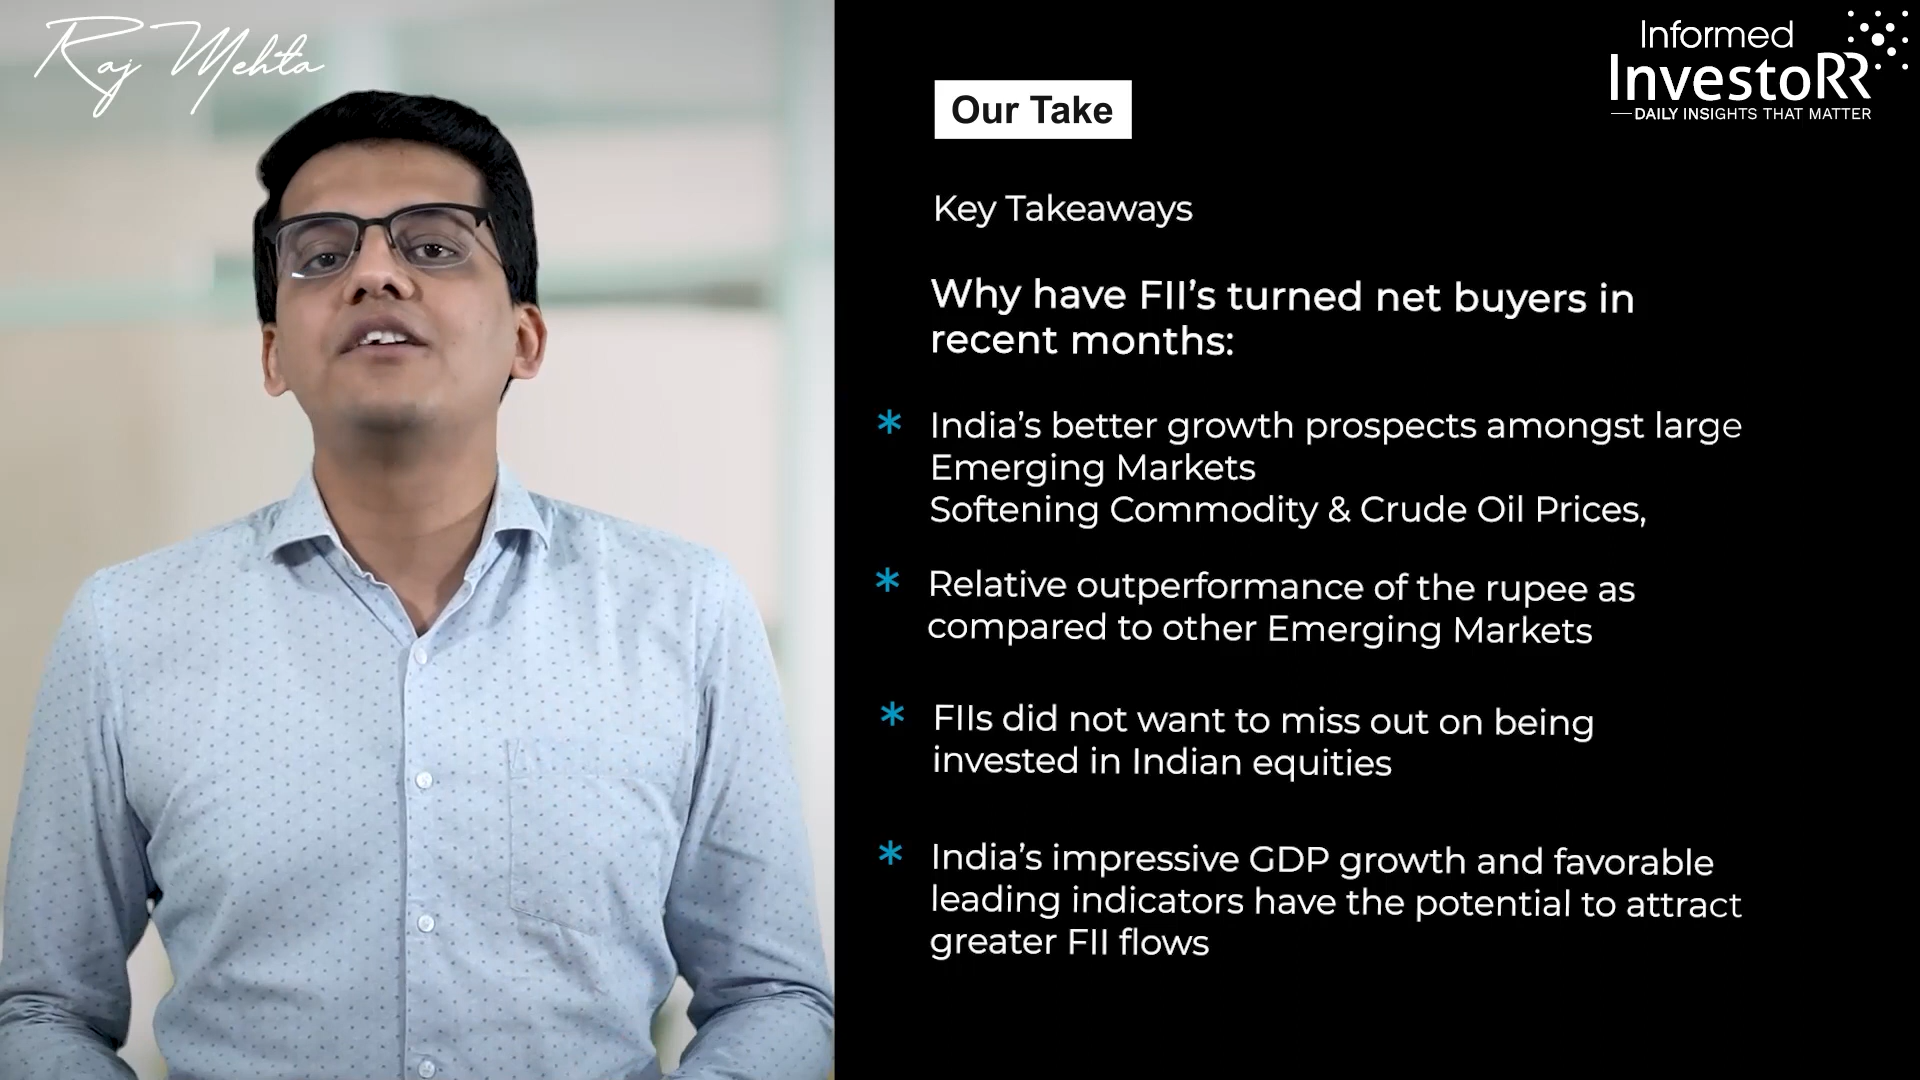 Raj Mehta
Informed
InvestoRR
DAILY INSIGHTS THAT MATTER
Our Take
Key Takeaways
Why have FII’s turned net buyers in
recent months:
* India’s better growth prospects amongst large
Emerging Markets
Softening Commodity & Crude Oil Prices,
* Relative outperformance of the rupee as
compared to other Emerging Markets
* FIIs did not want to miss out on being
invested in Indian equities
* India’s impressive GDP growth and favorable
leading indicators have the potential to attract
greater FII flows